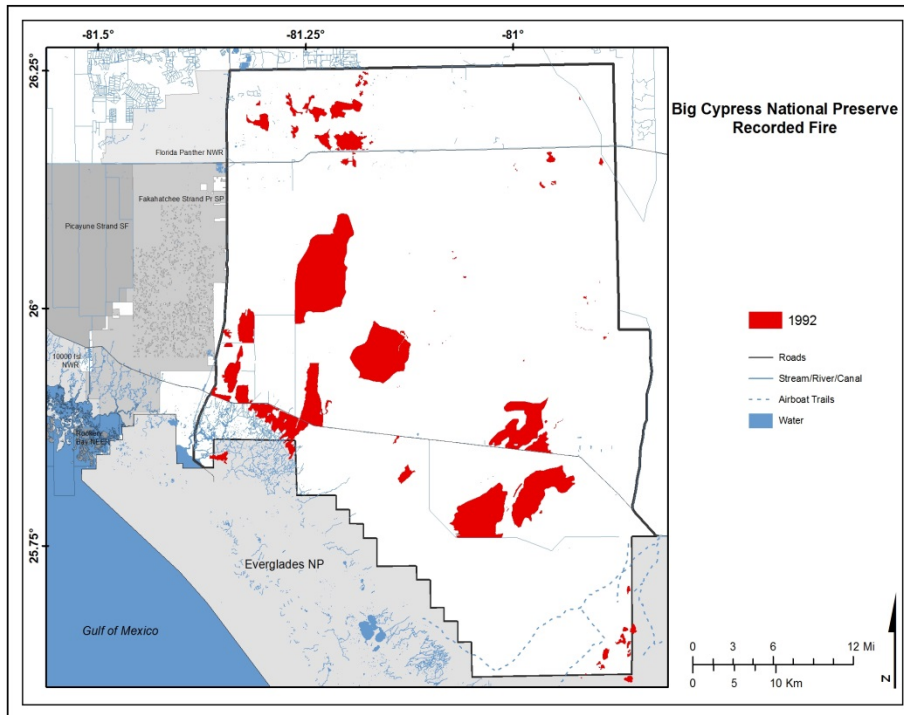 -81.5
-81.25
-81°
26.25°
26°
25.75°
Big Cypress National Preserve
Recorded Fire
Florida Panther NWR
Fakahatchee Strand Pr SP
Picayune Strand SF
10000 Isl
NWR
Rookery
Bay NERR
Everglades NP
Gulf of Mexico
1992
Roads
Stream/River/Canal
Airboat Trails
Water
0 3 6 12 Mi
0 5 10 Km
N